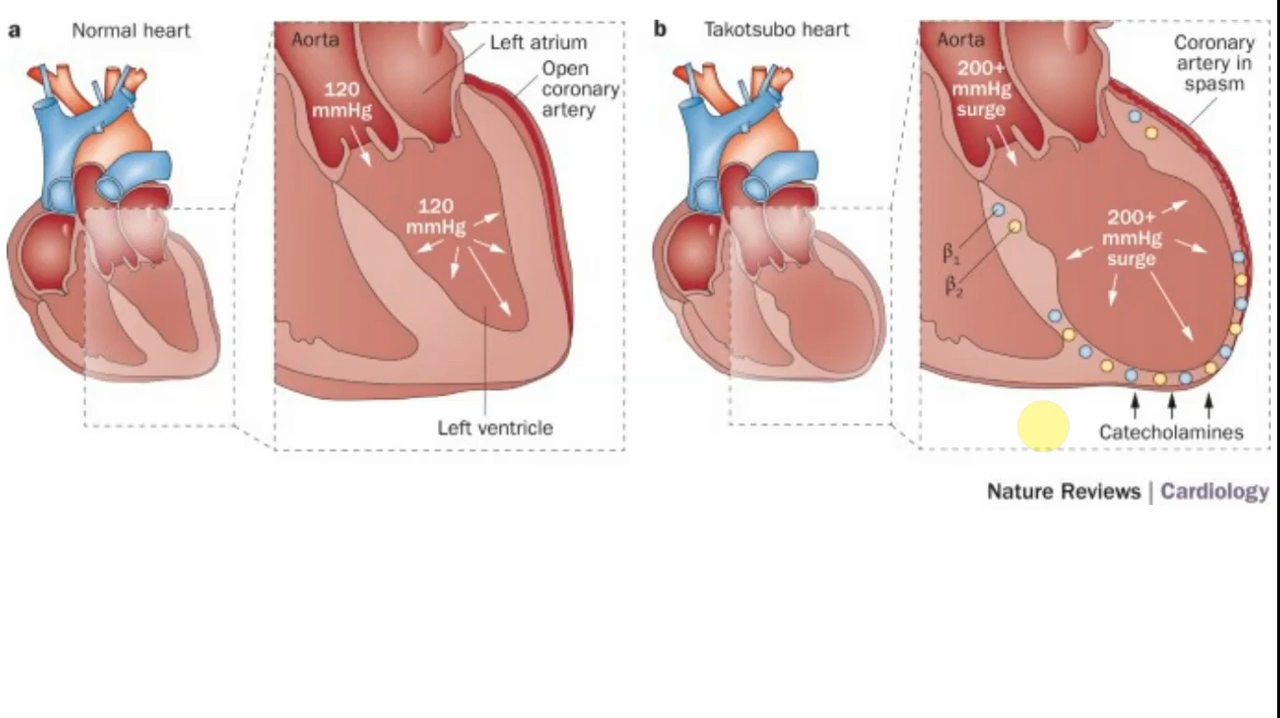 a
Normal heart
Aorta
Left atrium
Open
coronary
artery
120
mmHg
120
mmHg
Left ventricle
b
Takotsubo heart
Aorta
Coronary
artery in
spasm
200+
mmHg
surge
200+
mmHg
surge
β1
β2
Catecholamines
Nature Reviews | Cardiology